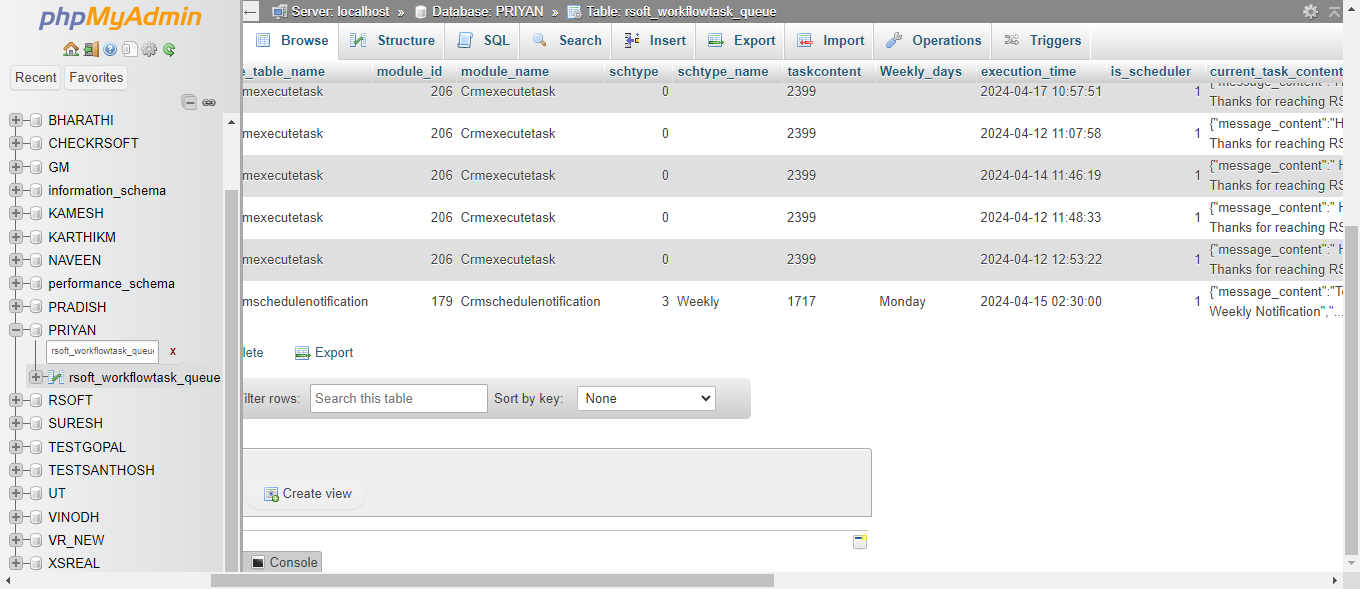 phpMyAdmin
Recent Favorites
BHARATHI
CHECKRSOFT
GM
information_schema
KAMESH
KARTHIKM
NAVEEN
performance_schema
PRADISH
PRIYAN
rsoft_workflowtask_queu
x
rsoft_workflowtask_queue
RSOFT
SURESH
TESTGOPAL
TESTSANTHOSH
UT
VINODH
VR_NEW
XSREAL
Server: localhost » Database: PRIYAN » Table: rsoft_workflowtask_queue
Browse Structure SQL Search Insert Export Import Operations Triggers
e_table_name module_id module_name schtype schtype_name taskcontent Weekly_days execution_time is_scheduler current_task_content
mexecutetask 206 Crmexecutetask 0 2399 2024-04-17 10:57:51 1 {"message_content":" H
Thanks for reaching RS
mexecutetask 206 Crmexecutetask 0 2399 2024-04-12 11:07:58 1 {"message_content":"H
Thanks for reaching RS
mexecutetask 206 Crmexecutetask 0 2399 2024-04-14 11:46:19 1 {"message_content":" H
Thanks for reaching RS
mexecutetask 206 Crmexecutetask 0 2399 2024-04-12 11:48:33 1 {"message_content":" H
Thanks for reaching RS
mexecutetask 206 Crmexecutetask 0 2399 2024-04-12 12:53:22 1 {"message_content":" H
Thanks for reaching RS
rmschedulenotification 179 Crmschedulenotification 3 Weekly 1717 Monday 2024-04-15 02:30:00 1 {"message_content":"Te
Weekly Notification","...
lete Export
ilter rows: Search this table Sort by key: None
Create view
Console